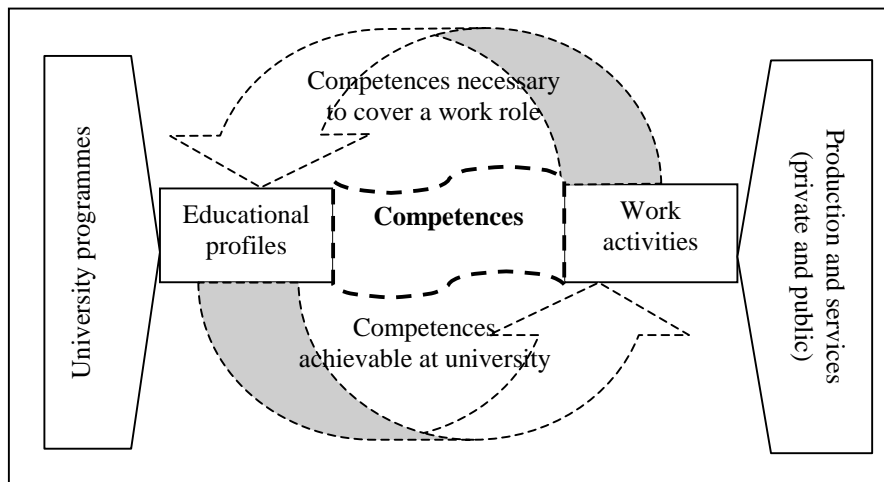 University programmes
Competences necessary
to cover a work role
Educational
profiles
Competences
Work
activities
Competences
achievable at university
Production and services
(private and public)